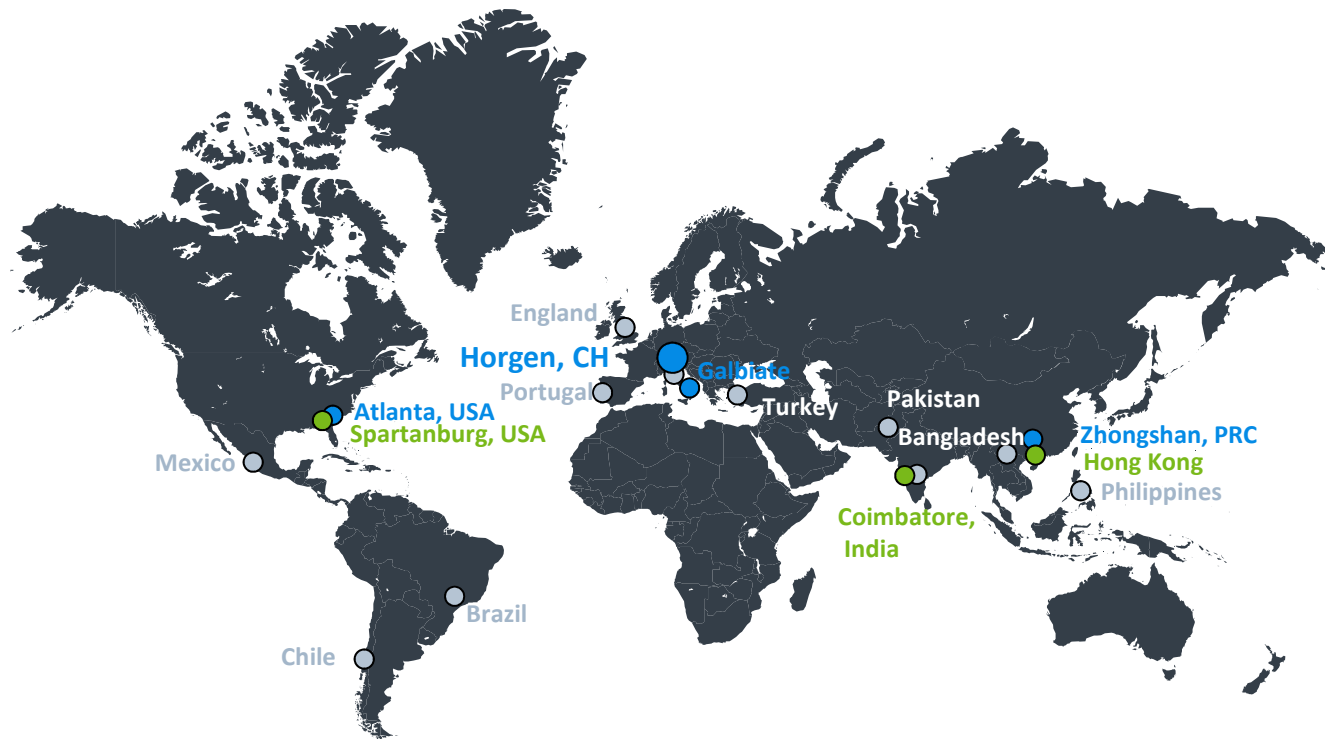 England
Horgen, CH
Galbiate
Portugal
Turkey
Pakistan
Atlanta, USA
Spartanburg, USA
Bangladesh
Zhongshan, PRC
Hong Kong
Mexico
Philippines
Coimbatore,
India
Brazil
Chile